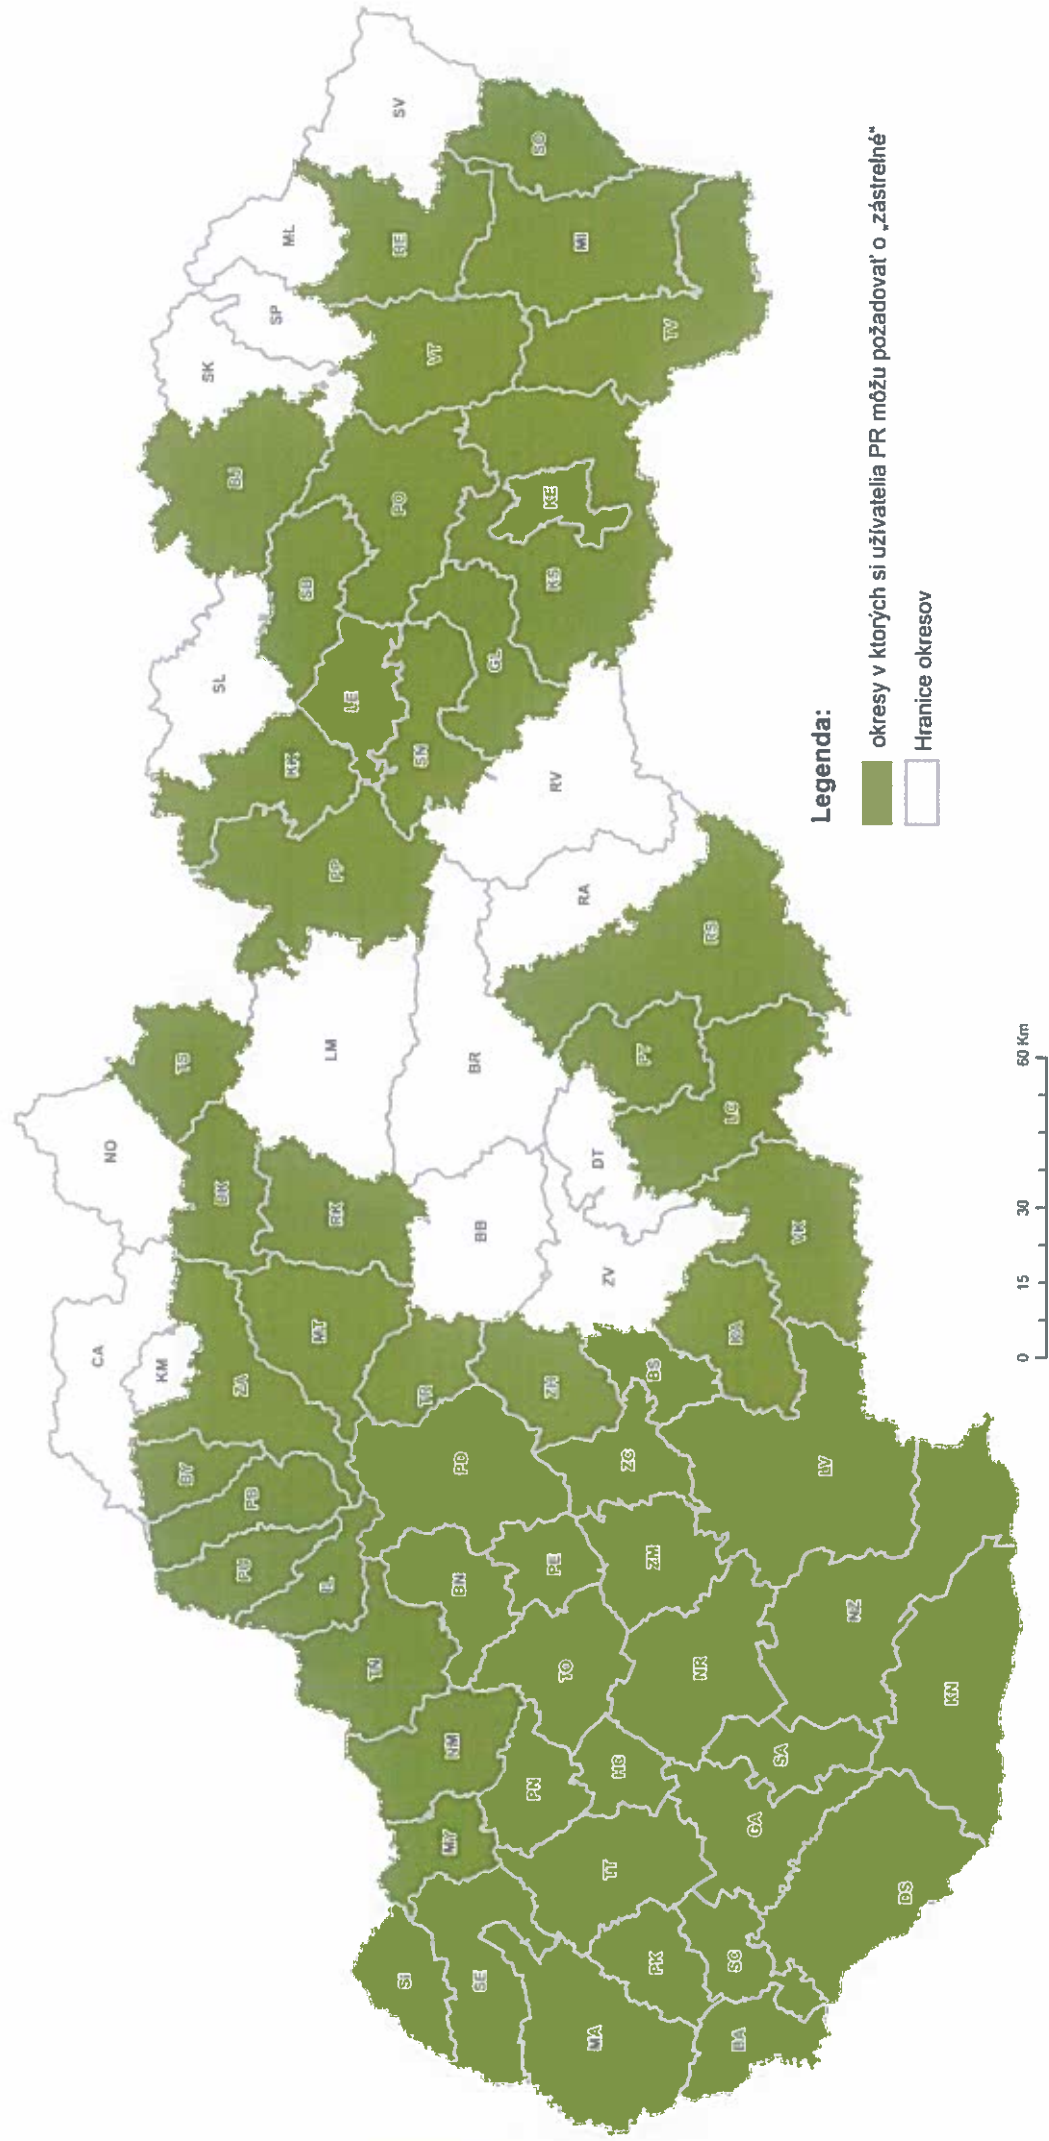 CA
NO
KM
TS
BY
SK
SL
BK
BJ
ZA
PU
PB
SP
ML
KK
SB
MT
IL
LM
PP
RK
LE
TN
SV
PO
HE
SI
SN
TR
VT
MY
NM
BN
PD
BR
SE
BB
GL
PN
SO
KE
ZH
PE
KS
RV
TO
MI
RA
MA
DT
ZV
TT
HC
ZC
PT
ZM
BS
PK
TV
NR
RS
LC
SC
KA
BA
GA
SA
VK
LV
NZ
DS
KN
Legenda:
okresy v ktorých si užívatelia PR môžu požadovať o „zástrelné“
Hranice okresov
0 15 30 60 Km